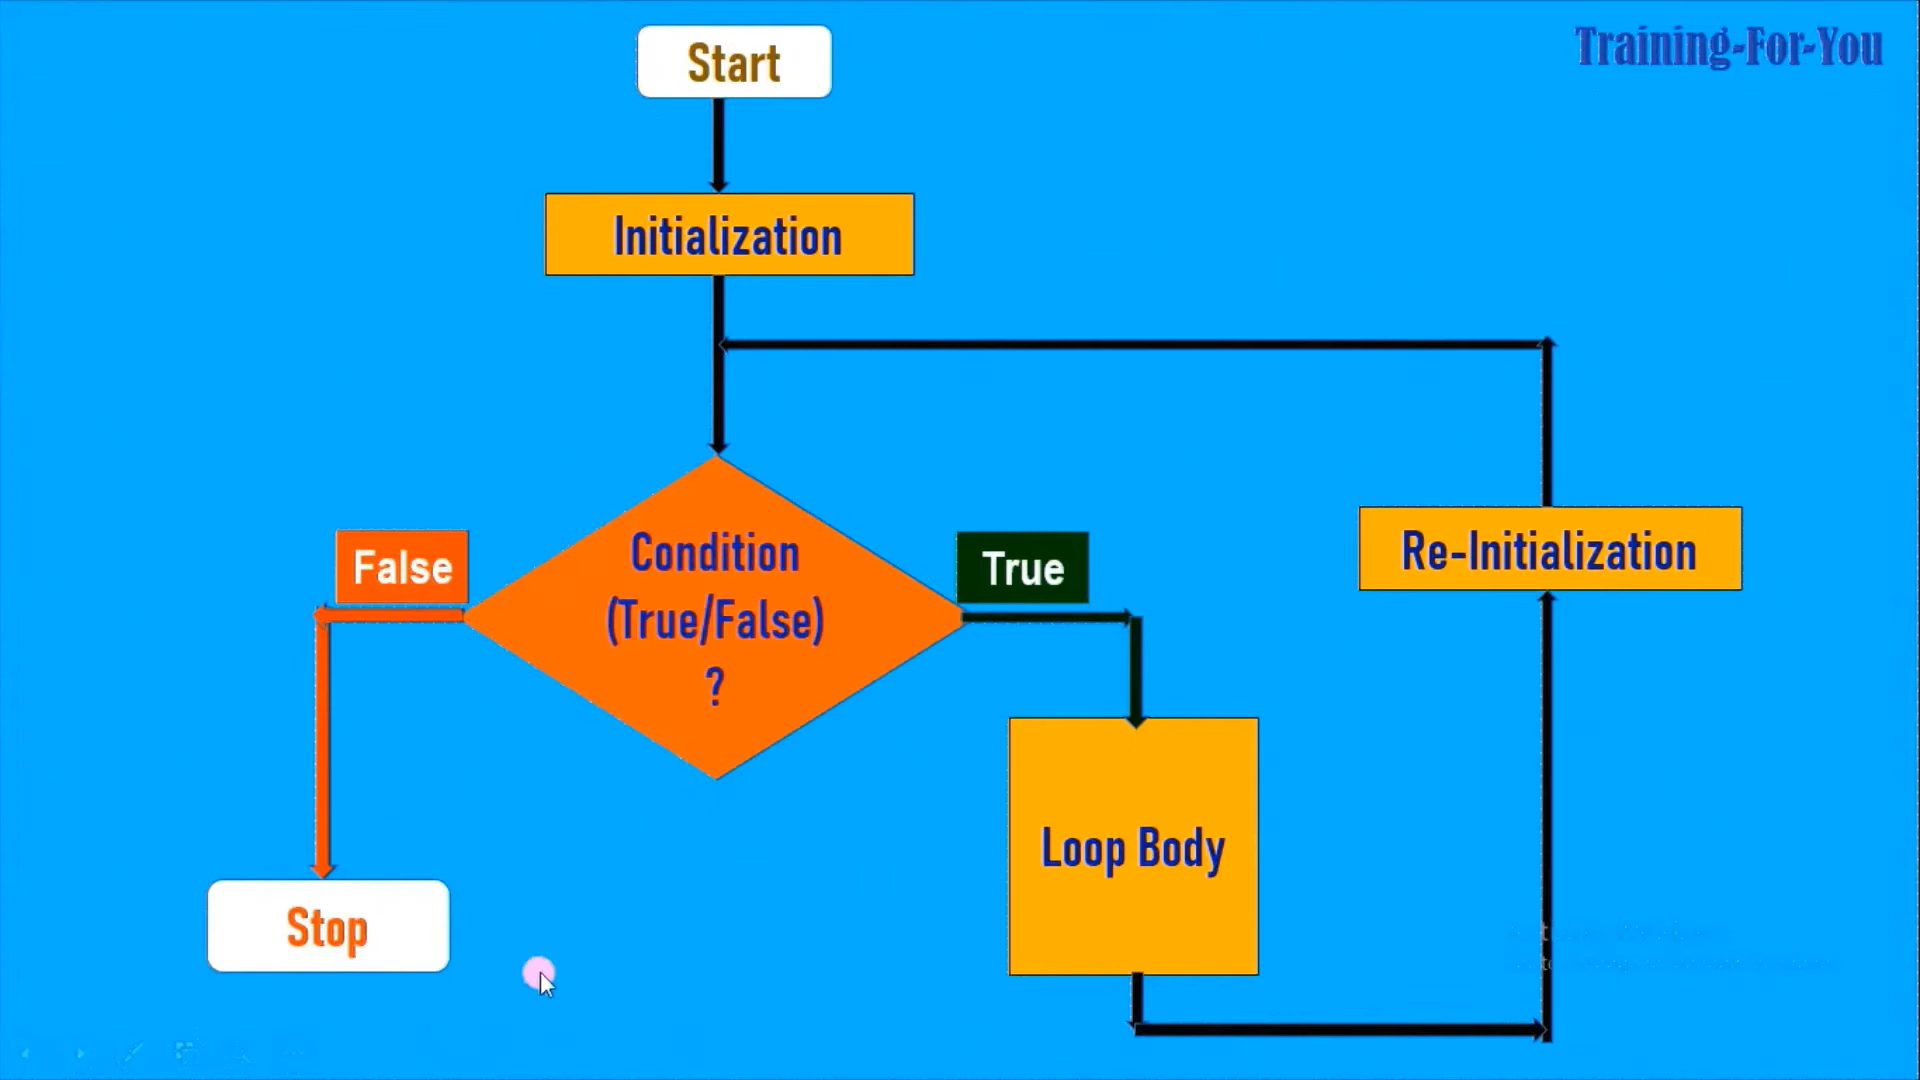 Training-For-You
Start
Initialization
Condition
(True/False)
?
False
True
Re-Initialization
Loop Body
Stop